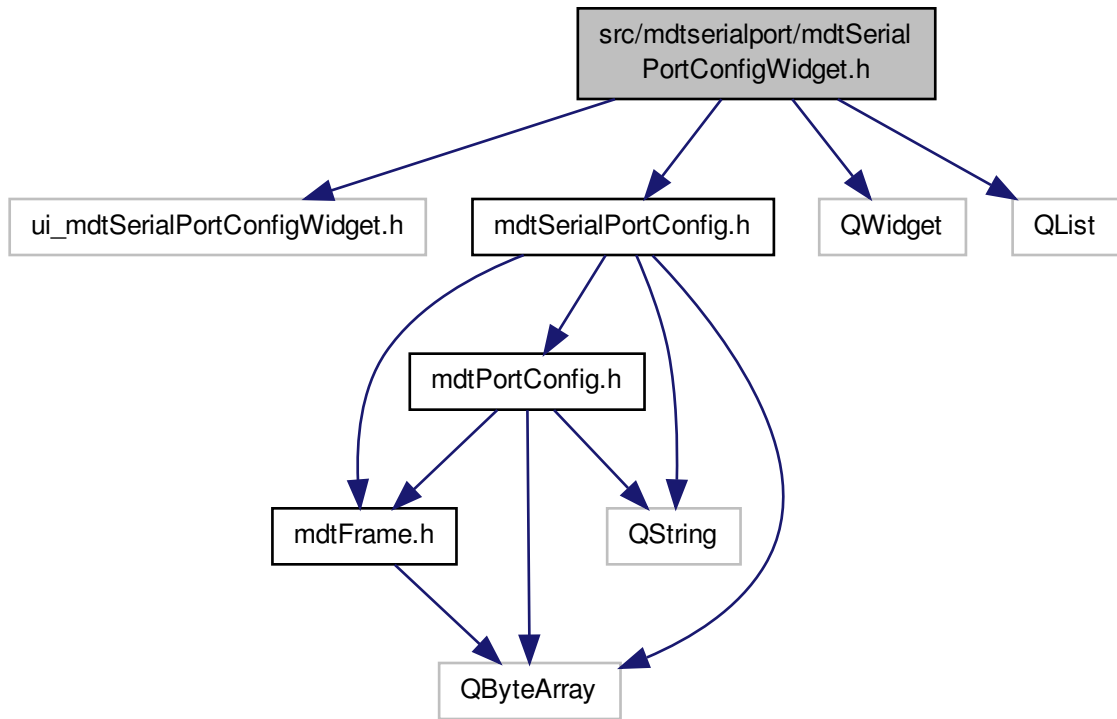 src/mdtserialport/mdtSerial
PortConfigWidget.h
ui_mdtSerialPortConfigWidget.h
mdtSerialPortConfig.h
QWidget
QList
mdtPortConfig.h
mdtFrame.h
QString
QByteArray